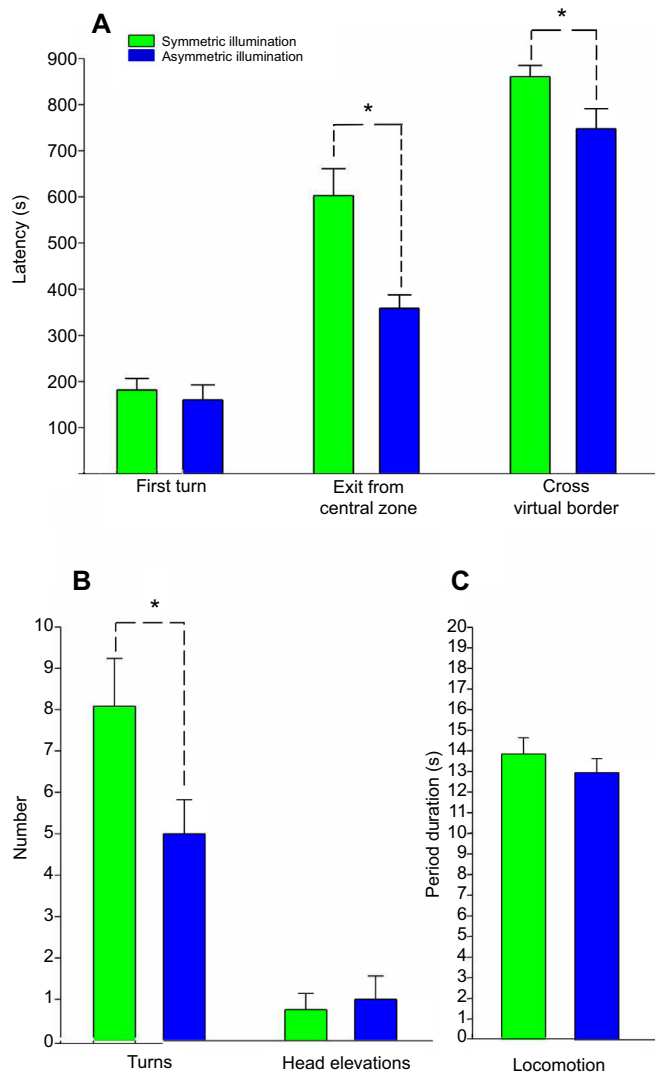 A
Symmetric illumination
Asymmetric illumination
*
*
Latency (s)
900
800
700
600
500
400
300
200
100
First turn
Exit from
central zone
Cross
virtual border
B
*
Number
10
9
8
7
6
5
4
3
2
1
0
Turns
Head elevations
C
Period duration (s)
20
19
18
17
16
15
14
13
12
11
10
9
8
7
6
5
4
3
2
1
0
Locomotion